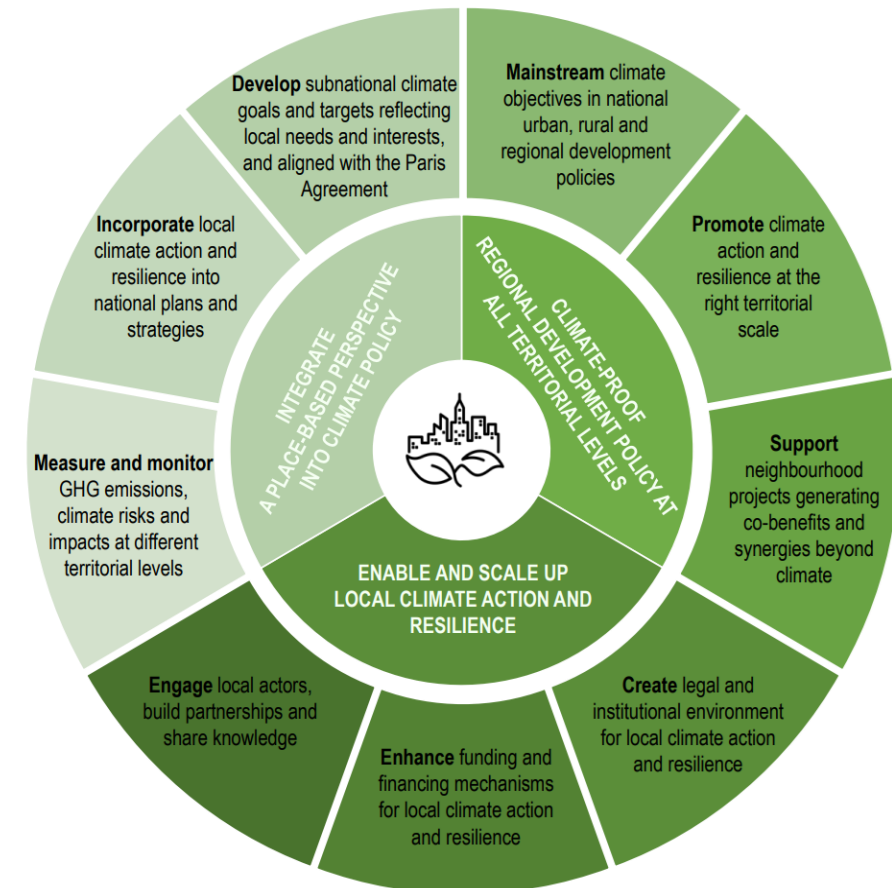 Develop subnational climate
goals and targets reflecting
local needs and interests,
and aligned with the Paris
Agreement
Mainstream climate
objectives in national
urban, rural and
regional development
policies
Incorporate local
climate action and
resilience into
national plans and
strategies
Promote climate
action and
resilience at the
right territorial
scale
INTEGRATE
A PLACE-BASED PERSPECTIVE
INTO CLIMATE POLICY
CLIMATE-PROOF
REGIONAL DEVELOPMENT POLICY AT
ALL TERRITORIAL LEVELS
Measure and monitor
GHG emissions,
climate risks and
impacts at different
territorial levels
Support
neighbourhood
projects generating
co-benefits and
synergies beyond
climate
ENABLE AND SCALE UP
LOCAL CLIMATE ACTION AND
RESILIENCE
Engage local actors,
build partnerships and
share knowledge
Enhance funding and
financing mechanisms
for local climate action
and resilience
Create legal and
institutional environment
for local climate action
and resilience